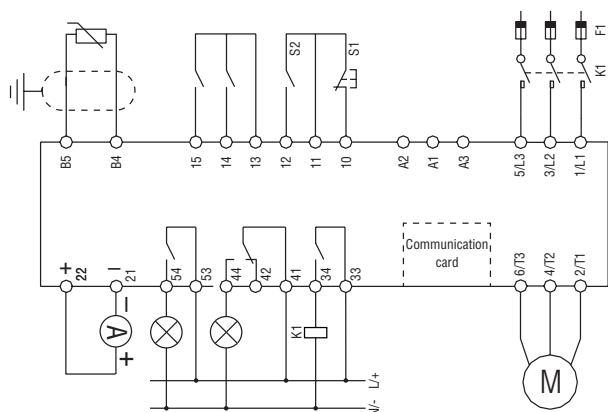 S2
S1
F1
K1
B5
B4
15
14
13
12
11
10
A2
A1
A3
5/L3
3/L2
1/L1
Communication
card
+
22
–
21
54
53
44
42
41
34
33
6/T3
4/T2
2/T1
–
A
+
K1
M
L/+